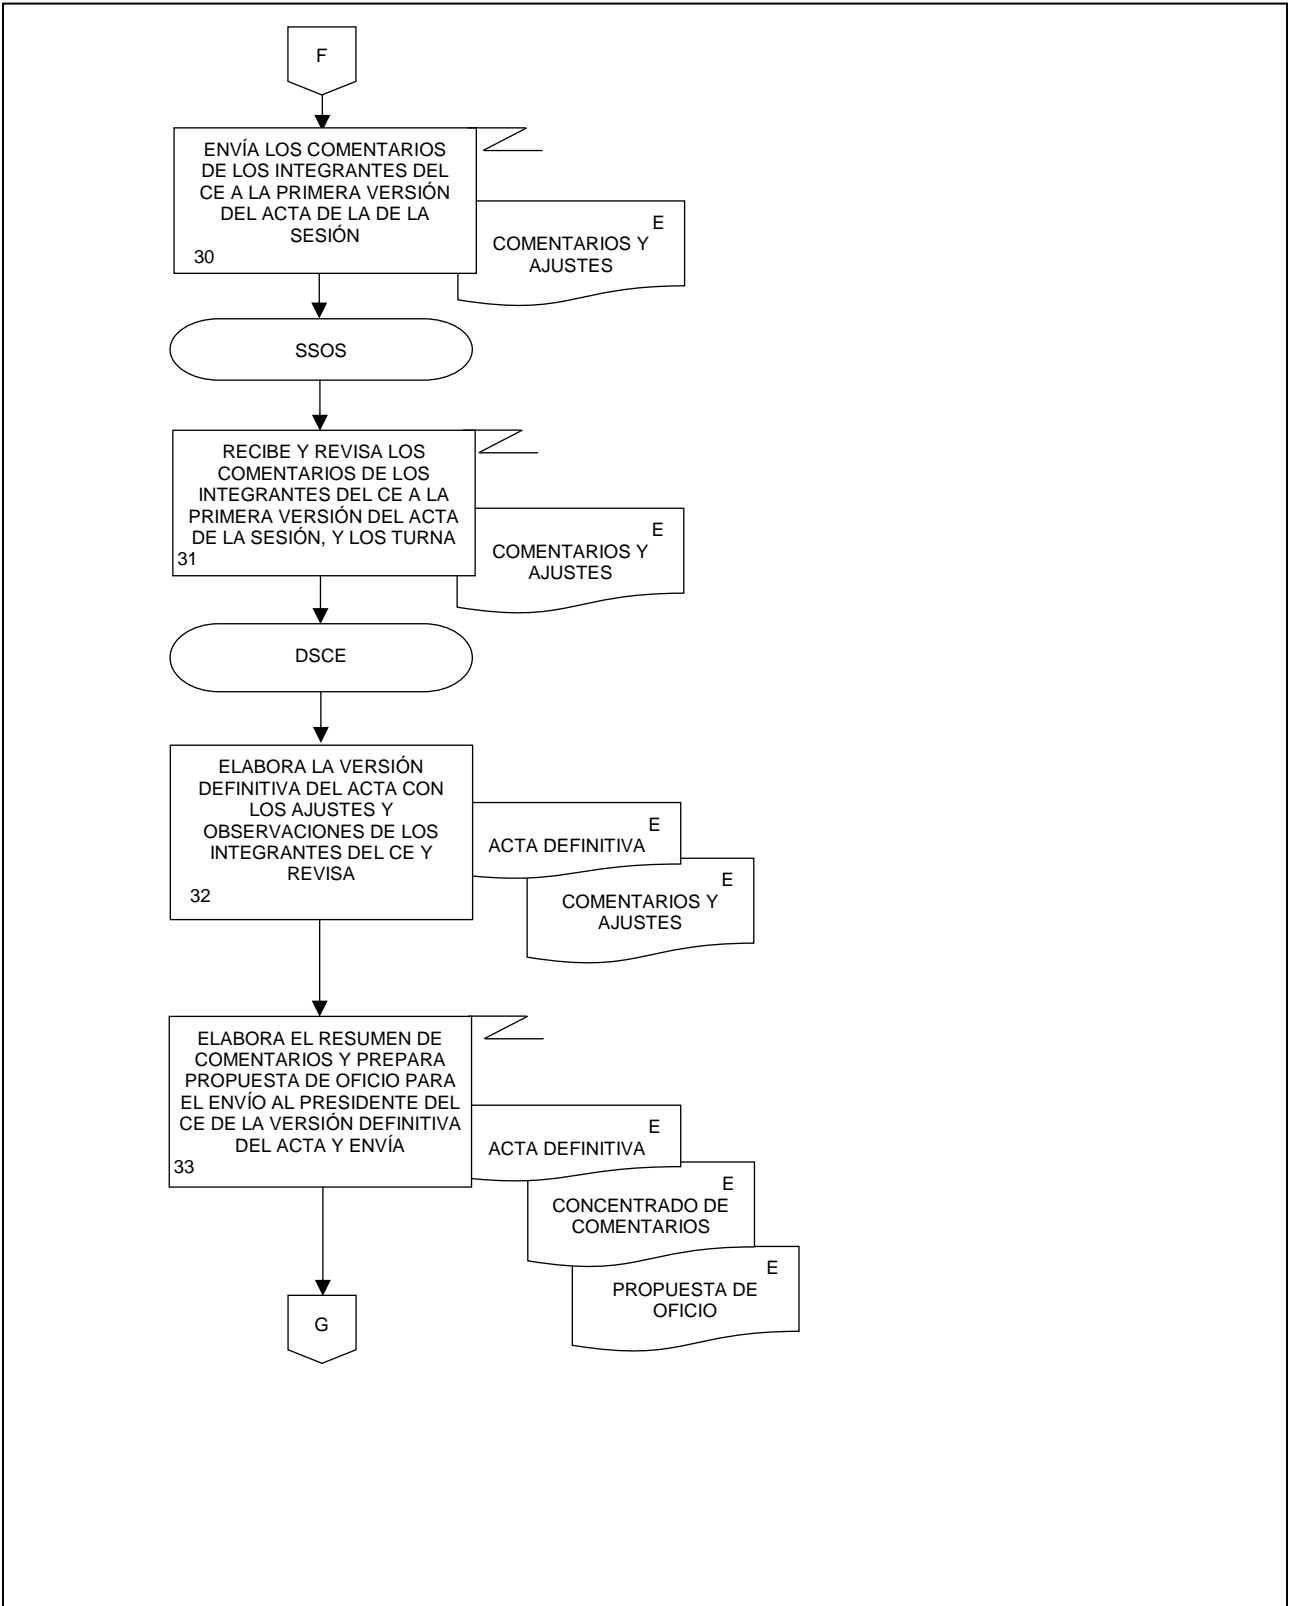 F
ENVÍA LOS COMENTARIOS
DE LOS INTEGRANTES DEL
CE A LA PRIMERA VERSIÓN
DEL ACTA DE LA DE LA
SESIÓN
30
E
COMENTARIOS Y
AJUSTES
SSOS
RECIBE Y REVISA LOS
COMENTARIOS DE LOS
INTEGRANTES DEL CE A LA
PRIMERA VERSIÓN DEL ACTA
DE LA SESIÓN, Y LOS TURNA
31
E
COMENTARIOS Y
AJUSTES
DSCE
ELABORA LA VERSIÓN
DEFINITIVA DEL ACTA CON
LOS AJUSTES Y
OBSERVACIONES DE LOS
INTEGRANTES DEL CE Y
REVISA
32
E
ACTA DEFINITIVA
E
COMENTARIOS Y
AJUSTES
ELABORA EL RESUMEN DE
COMENTARIOS Y PREPARA
PROPUESTA DE OFICIO PARA
EL ENVÍO AL PRESIDENTE DEL
CE DE LA VERSIÓN DEFINITIVA
DEL ACTA Y ENVÍA
33
E
ACTA DEFINITIVA
E
CONCENTRADO DE
COMENTARIOS
E
PROPUESTA DE
OFICIO
G